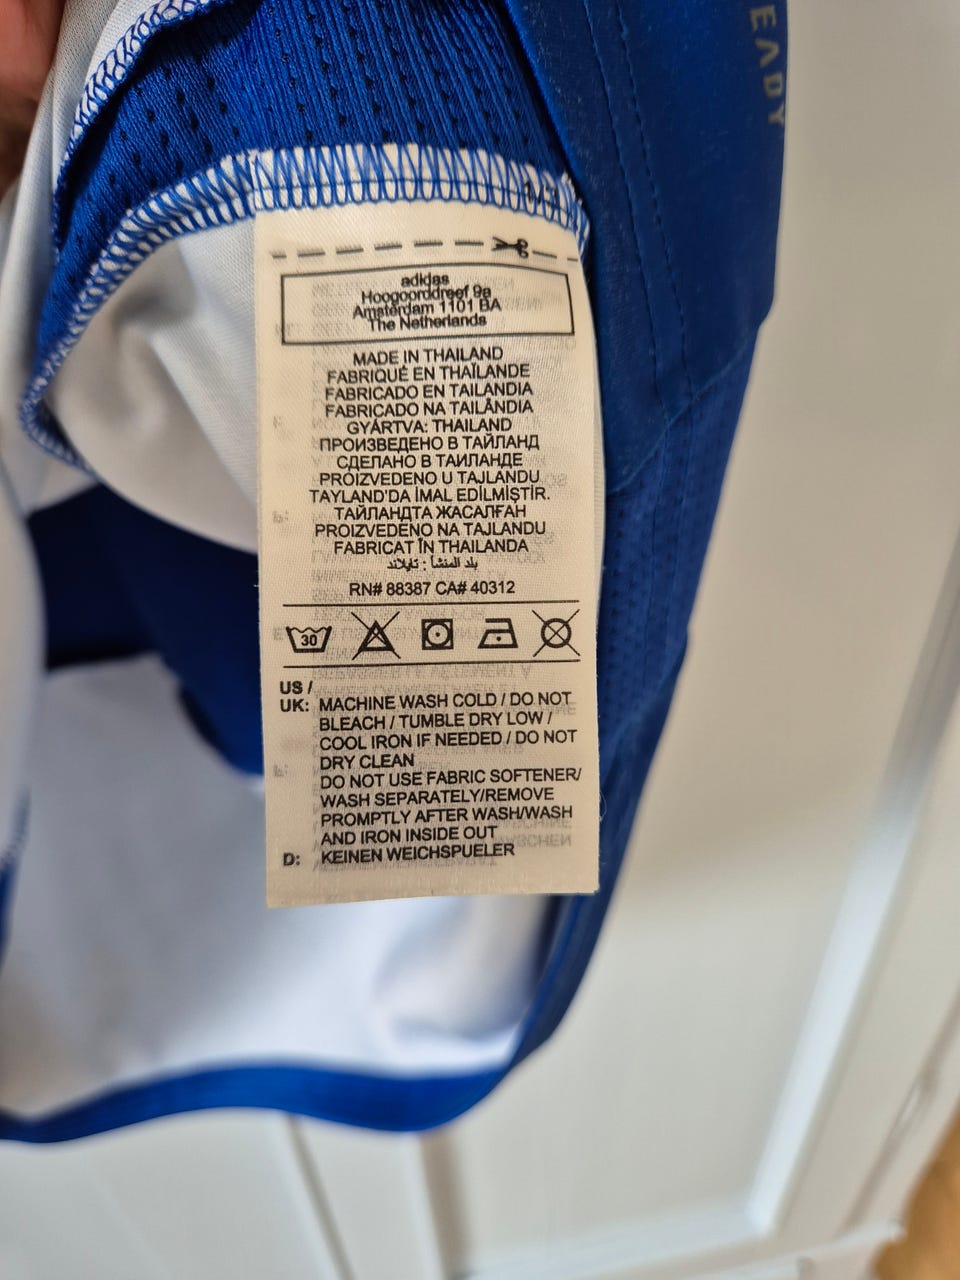 EADY
adidas
Hoogoorddreef 9a
Amsterdam 1101 BA
The Netherlands
MADE IN THAILAND
FABRIQUÉ EN THAÏLANDE
FABRICADO EN TAILANDIA
FABRICADO NA TAILÂNDIA
GYÁRTVA: THAILAND
ПРОИЗВЕДЕНО В ТАЙЛАНД
СДЕЛАНО В ТАИЛАНДЕ
PROIZVEDENO U TAJLANDU
TAYLAND'DA İMAL EDİLMİŞTİR.
ТАЙЛАНДТА ЖАСАЛҒАН
PROIZVEDENO NA TAJLANDU
FABRICAT ÎN THAILANDA
بلد المنشأ : تايلاند
RN# 88387 CA# 40312
30
US /
UK: MACHINE WASH COLD / DO NOT
BLEACH / TUMBLE DRY LOW /
COOL IRON IF NEEDED / DO NOT
DRY CLEAN
DO NOT USE FABRIC SOFTENER/
WASH SEPARATELY/REMOVE
PROMPTLY AFTER WASH/WASH
AND IRON INSIDE OUT
D: KEINEN WEICHSPUELER